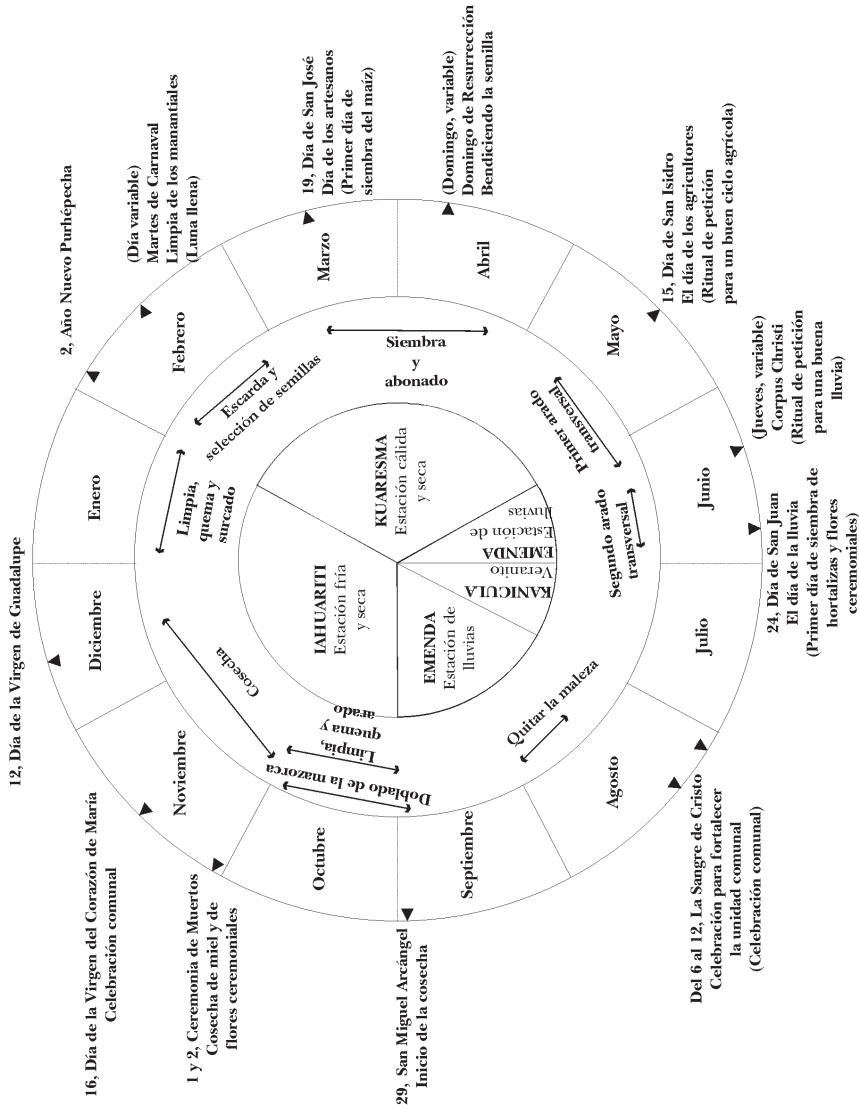 12, Día de la Virgen de Guadalupe
2, Año Nuevo Purhépecha
(Día variable)
Martes de Carnaval
Limpia de los manantiales
(Luna llena)
19, Día de San José
Día de los artesanos
(Primer día de
siembra del maíz)
(Domingo, variable)
Domingo de Resurrección
Bendiciendo la semilla
15, Día de San Isidro
El día de los agricultores
(Ritual de petición
para un buen ciclo agrícola)
(Jueves, variable)
Corpus Christi
(Ritual de petición
para una buena
lluvia)
24, Día de San Juan
El día de la lluvia
(Primer día de siembra de
hortalizas y flores
ceremoniales)
Del 6 al 12, La Sangre de Cristo
Celebración para fortalecer
la unidad comunal
(Celebración comunal)
29, San Miguel Arcángel
Inicio de la cosecha
1 y 2, Ceremonia de Muertos
Cosecha de miel y de
flores ceremoniales
16, Día de la Virgen del Corazón de María
Celebración comunal
Enero
Febrero
Marzo
Abril
Mayo
Junio
Julio
Agosto
Septiembre
Octubre
Noviembre
Diciembre
Limpia,
quema y
surcado
Escarda y
selección de semillas
Siembra
y
abonado
Primer arado
transversal
Segundo arado
transversal
Quitar la maleza
Doblado de la mazorca
Limpia,
quema y
arado
Cosecha
IAHUARITI
Estación fría
y seca
KUARESMA
Estación cálida
y seca
EMENDA
Estación de
lluvias
KANICULA
Veranito
EMENDA
Estación de
lluvias